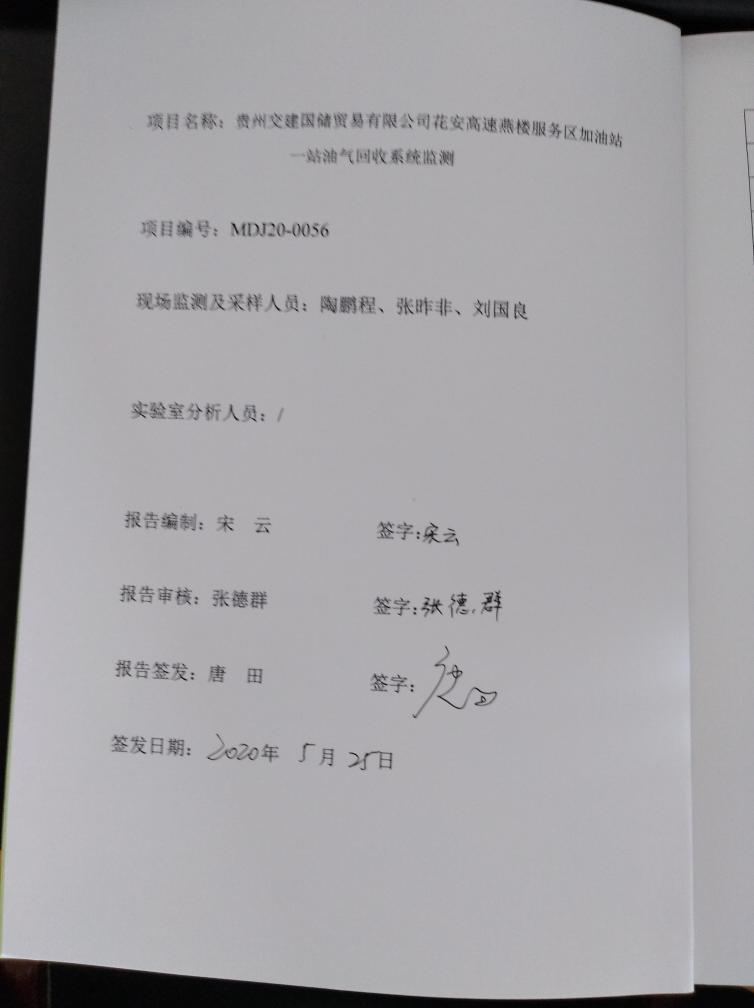 项目名称：贵州交建国储贸易有限公司花安高速燕楼服务区加油站
一站油气回收系统监测
项目编号：MDJ20-0056
现场监测及采样人员：陶鹏程、张昨非、刘国良
实验室分析人员：/
报告编制：宋 云 签字：宋云
报告审核：张德群 签字：张德群
报告签发：唐 田 签字：唐田
签发日期：2020年 5月 25日